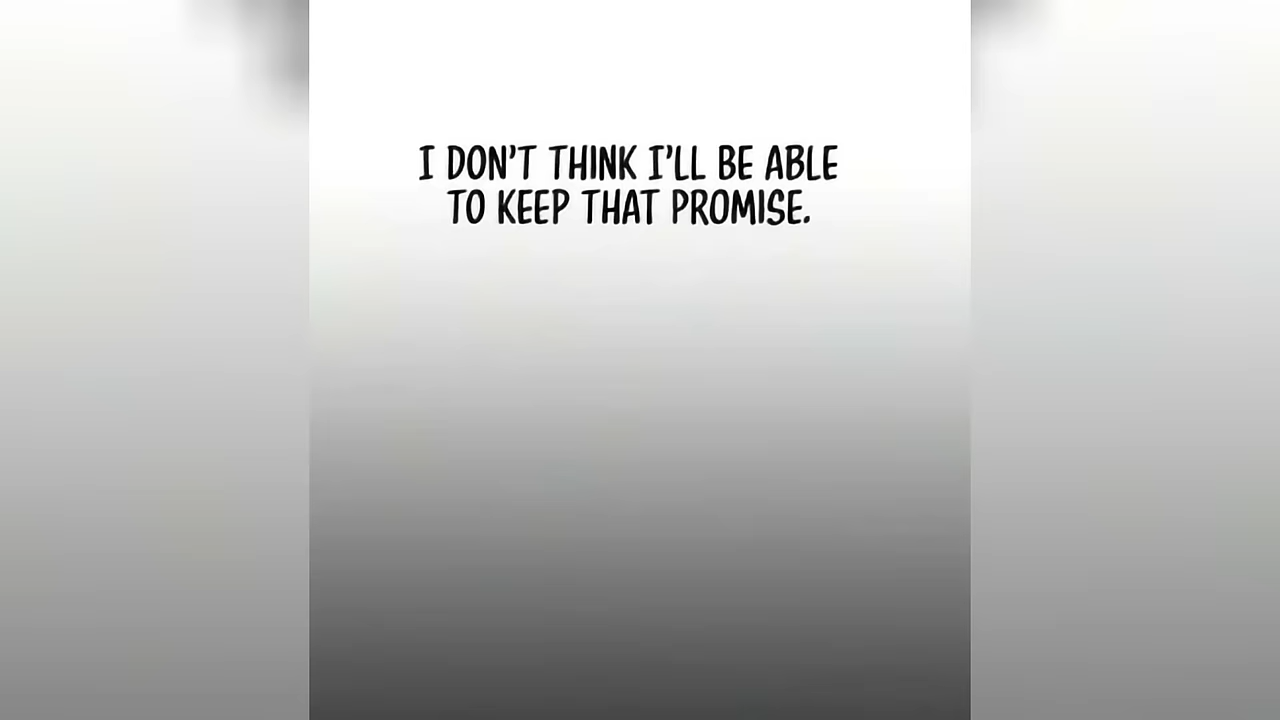 I DON'T THINK I'LL BE ABLE
TO KEEP THAT PROMISE.